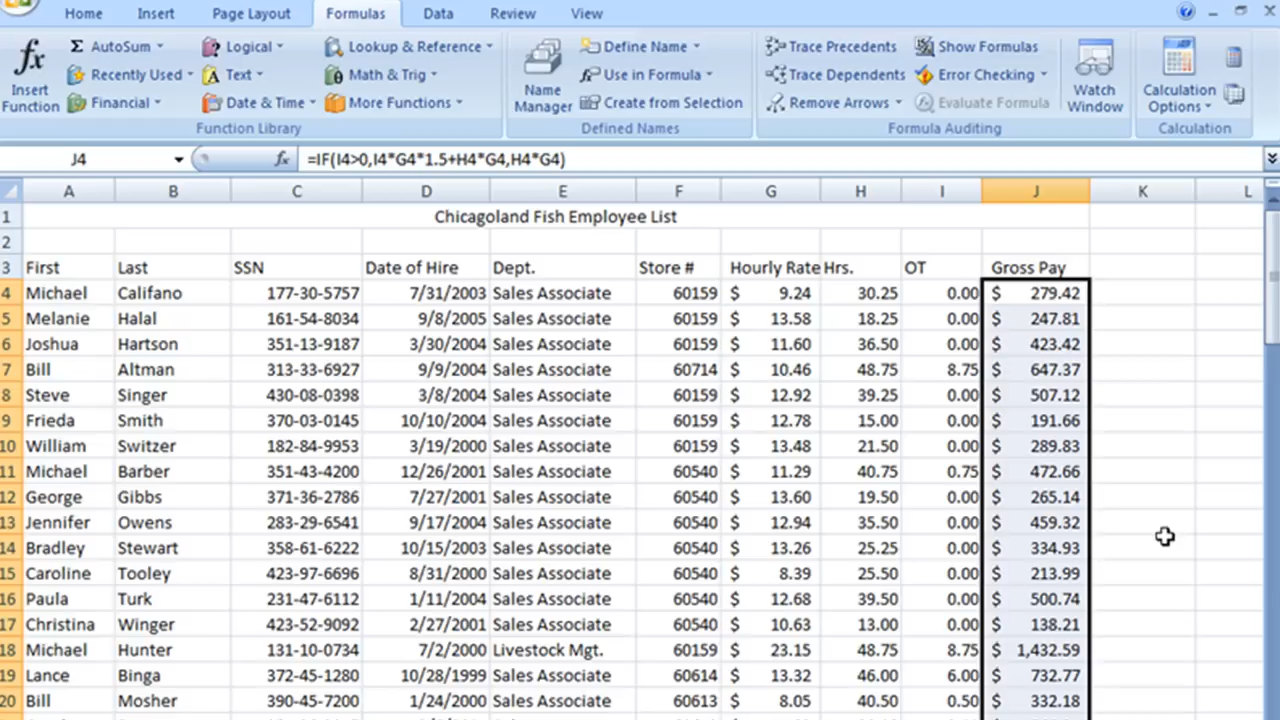 Home Insert Page Layout Formulas Data Review View
Σ AutoSum Logical Lookup & Reference Define Name Trace Precedents Show Formulas
fx Recently Used Text Math & Trig Use in Formula Trace Dependents Error Checking
Insert Function Financial Date & Time More Functions Name Manager Create from Selection Remove Arrows Evaluate Formula Watch Window Calculation Options
Function Library Defined Names Formula Auditing Calculation
J4 fx =IF(I4>0,I4*G4*1.5+H4*G4,H4*G4)
A B C D E F G H I J K L
1 Chicagoland Fish Employee List
2
3 First Last SSN Date of Hire Dept. Store # Hourly Rate Hrs. OT Gross Pay
4 Michael Califano 177-30-5757 7/31/2003 Sales Associate 60159 $ 9.24 30.25 0.00 $ 279.42
5 Melanie Halal 161-54-8034 9/8/2005 Sales Associate 60159 $ 13.58 18.25 0.00 $ 247.81
6 Joshua Hartson 351-13-9187 3/30/2004 Sales Associate 60159 $ 11.60 36.50 0.00 $ 423.42
7 Bill Altman 313-33-6927 9/9/2004 Sales Associate 60714 $ 10.46 48.75 8.75 $ 647.37
8 Steve Singer 430-08-0398 3/8/2004 Sales Associate 60159 $ 12.92 39.25 0.00 $ 507.12
9 Frieda Smith 370-03-0145 10/10/2004 Sales Associate 60159 $ 12.78 15.00 0.00 $ 191.66
10 William Switzer 182-84-9953 3/19/2000 Sales Associate 60159 $ 13.48 21.50 0.00 $ 289.83
11 Michael Barber 351-43-4200 12/26/2001 Sales Associate 60540 $ 11.29 40.75 0.75 $ 472.66
12 George Gibbs 371-36-2786 7/27/2001 Sales Associate 60540 $ 13.60 19.50 0.00 $ 265.14
13 Jennifer Owens 283-29-6541 9/17/2004 Sales Associate 60540 $ 12.94 35.50 0.00 $ 459.32
14 Bradley Stewart 358-61-6222 10/15/2003 Sales Associate 60540 $ 13.26 25.25 0.00 $ 334.93
15 Caroline Tooley 423-97-6696 8/31/2000 Sales Associate 60540 $ 8.39 25.50 0.00 $ 213.99
16 Paula Turk 231-47-6112 1/11/2004 Sales Associate 60540 $ 12.68 39.50 0.00 $ 500.74
17 Christina Winger 423-52-9092 2/27/2001 Sales Associate 60540 $ 10.63 13.00 0.00 $ 138.21
18 Michael Hunter 131-10-0734 7/2/2000 Livestock Mgt. 60159 $ 23.15 48.75 8.75 $ 1,432.59
19 Lance Binga 372-45-1280 10/28/1999 Sales Associate 60614 $ 13.32 46.00 6.00 $ 732.77
20 Bill Mosher 390-45-7200 1/24/2000 Sales Associate 60613 $ 8.05 40.50 0.50 $ 332.18